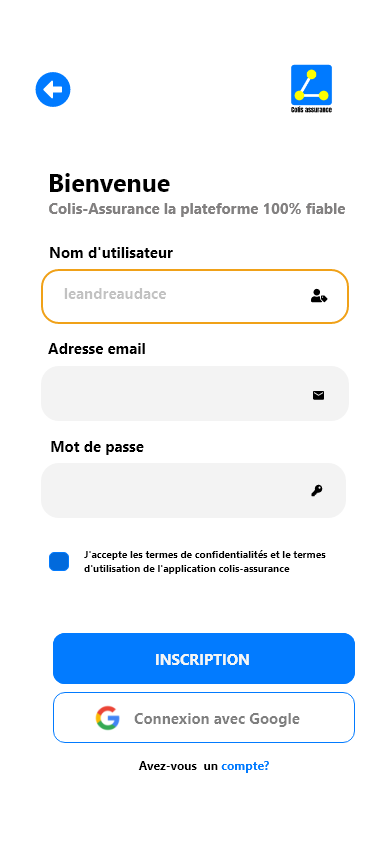 Colis assurance
Bienvenue
Colis-Assurance la plateforme 100% fiable
Nom d'utilisateur
leandreaudace
Adresse email
Mot de passe
J'accepte les termes de confidentialités et le termes
d'utilisation de l'application colis-assurance
INSCRIPTION
Connexion avec Google
Avez-vous un compte?